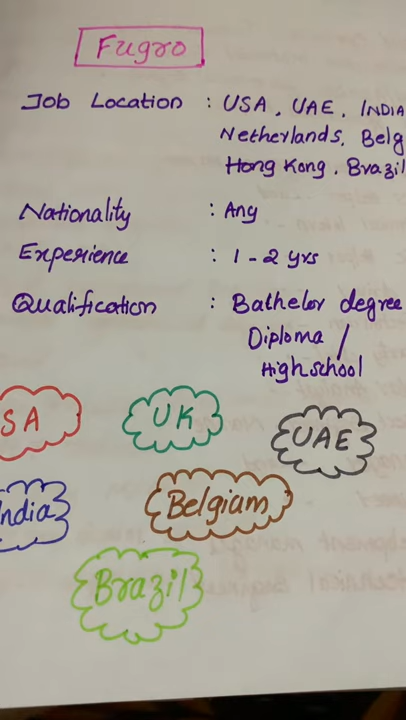 Fugro
Job Location : USA, UAE, INDIA
Netherlands, Belg
Hong Kong, Brazil
Nationality : Any
Experience : 1-2 yrs
Qualification : Bathelor degree
Diploma /
High school
SA
UK
UAE
India
Belgiam
Brazil